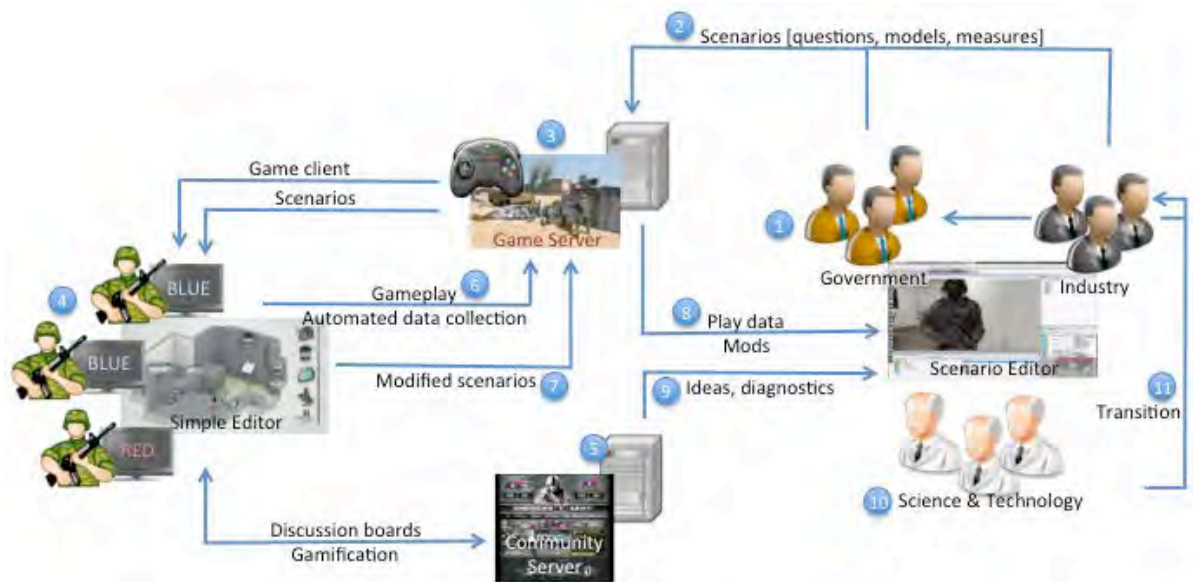 2 Scenarios [questions, models, measures]
3
Game client
Scenarios
Game Server
1
Government
Industry
4
BLUE
Gameplay 6
Automated data collection
8 Play data
Mods
BLUE
Modified scenarios 7
Scenario Editor
Simple Editor
9 Ideas, diagnostics
11
Transition
RED
5
10 Science & Technology
Discussion boards
Gamification
Community
Server